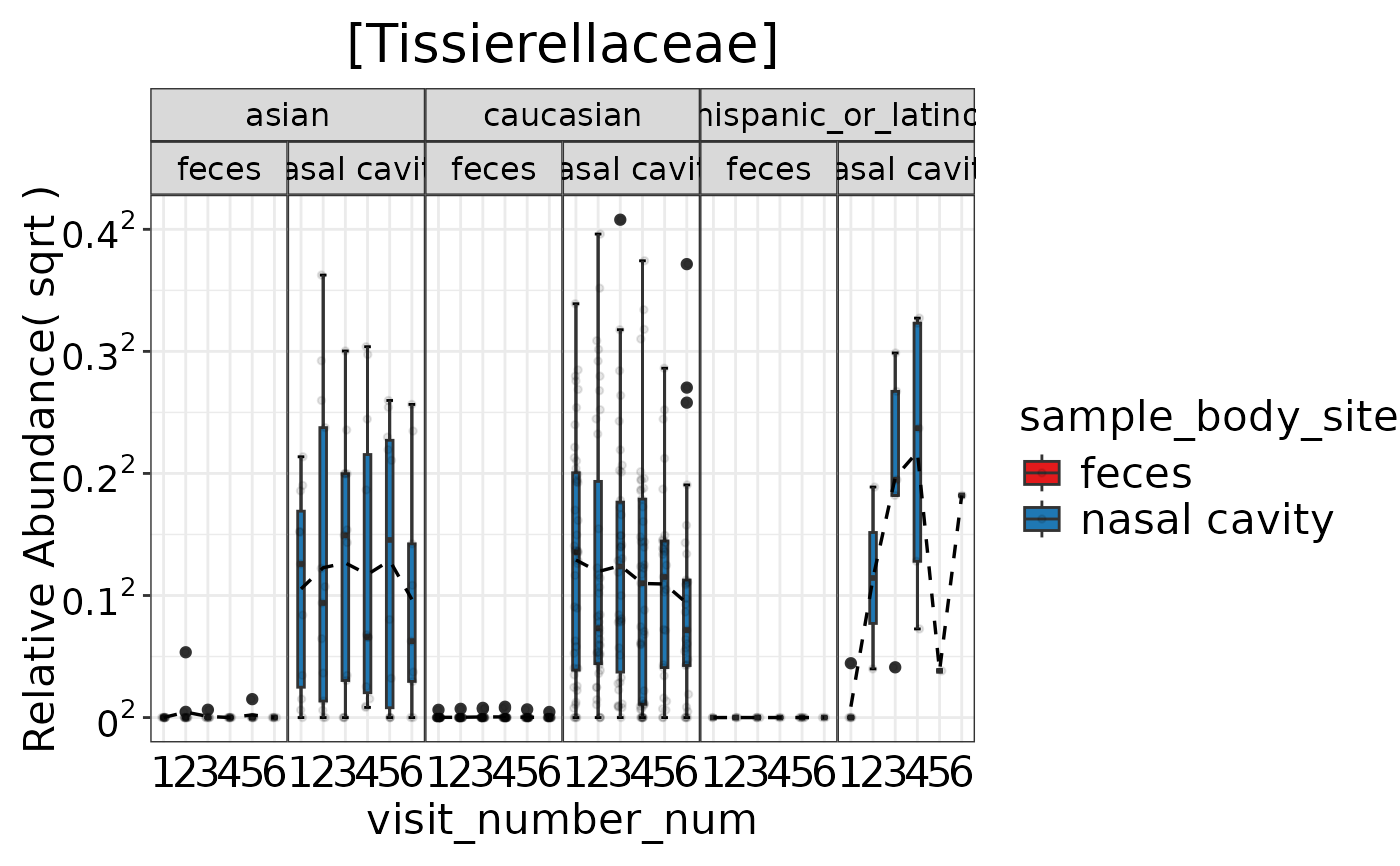 [Tissierellaceae]
asian caucasian hispanic_or_latino
feces asal cavit feces asal cavit feces asal cavit
Relative Abundance( sqrt )
0.4²
0.3²
0.2²
0.1²
0²
123456 123456 123456 123456 123456 123456
visit_number_num
sample_body_site
feces
nasal cavity